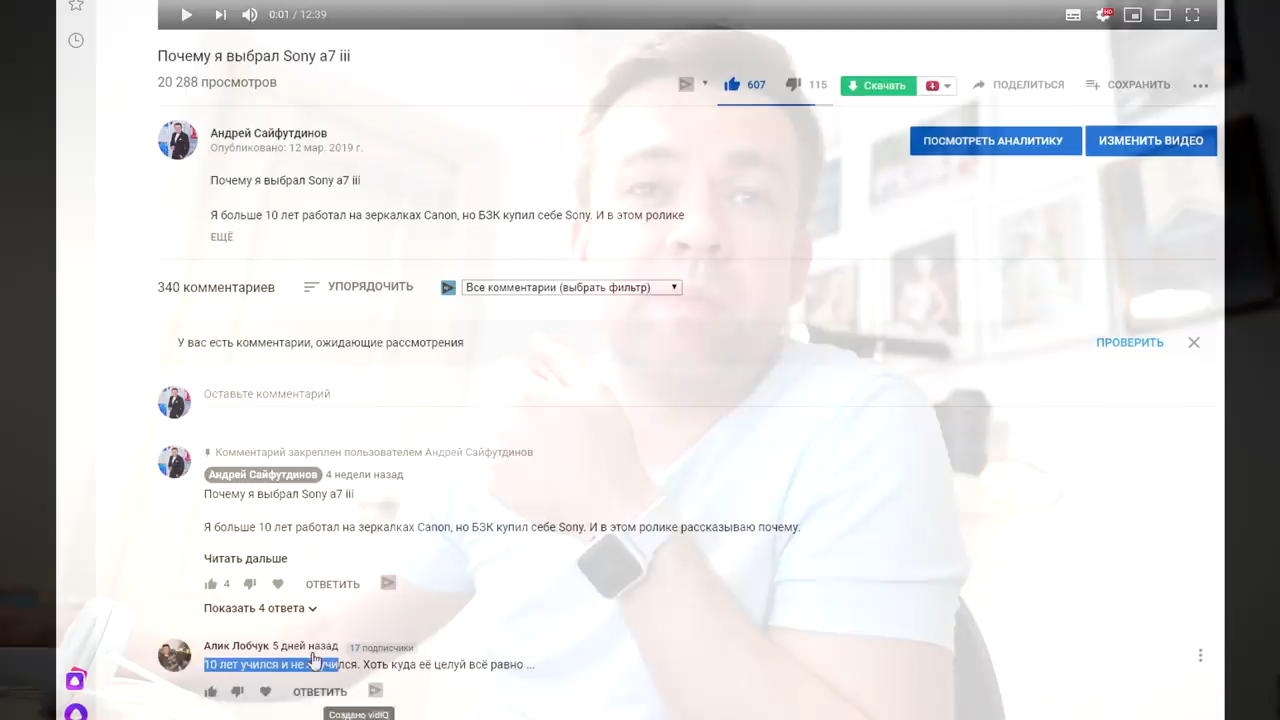 0:01 / 12:39
HD
Почему я выбрал Sony a7 iii
20 288 просмотров
607
115
Скачать
ПОДЕЛИТЬСЯ
СОХРАНИТЬ
Андрей Сайфутдинов
Опубликовано: 12 мар. 2019 г.
ПОСМОТРЕТЬ АНАЛИТИКУ
ИЗМЕНИТЬ ВИДЕО
Почему я выбрал Sony a7 iii
Я больше 10 лет работал на зеркалках Canon, но БЗК купил себе Sony. И в этом ролике
ЕЩЁ
340 комментариев
УПОРЯДОЧИТЬ
Все комментарии (выбрать фильтр)
У вас есть комментарии, ожидающие рассмотрения
ПРОВЕРИТЬ
Оставьте комментарий
Комментарий закреплен пользователем Андрей Сайфутдинов
Андрей Сайфутдинов 4 недели назад
Почему я выбрал Sony a7 iii
Я больше 10 лет работал на зеркалках Canon, но БЗК купил себе Sony. И в этом ролике рассказываю почему.
Читать дальше
4
ОТВЕТИТЬ
Показать 4 ответа
Алик Лобчук 5 дней назад
17 подписчики
10 лет учился и не Хоть куда её целуй всё равно ...
ОТВЕТИТЬ
Создано vidIQ